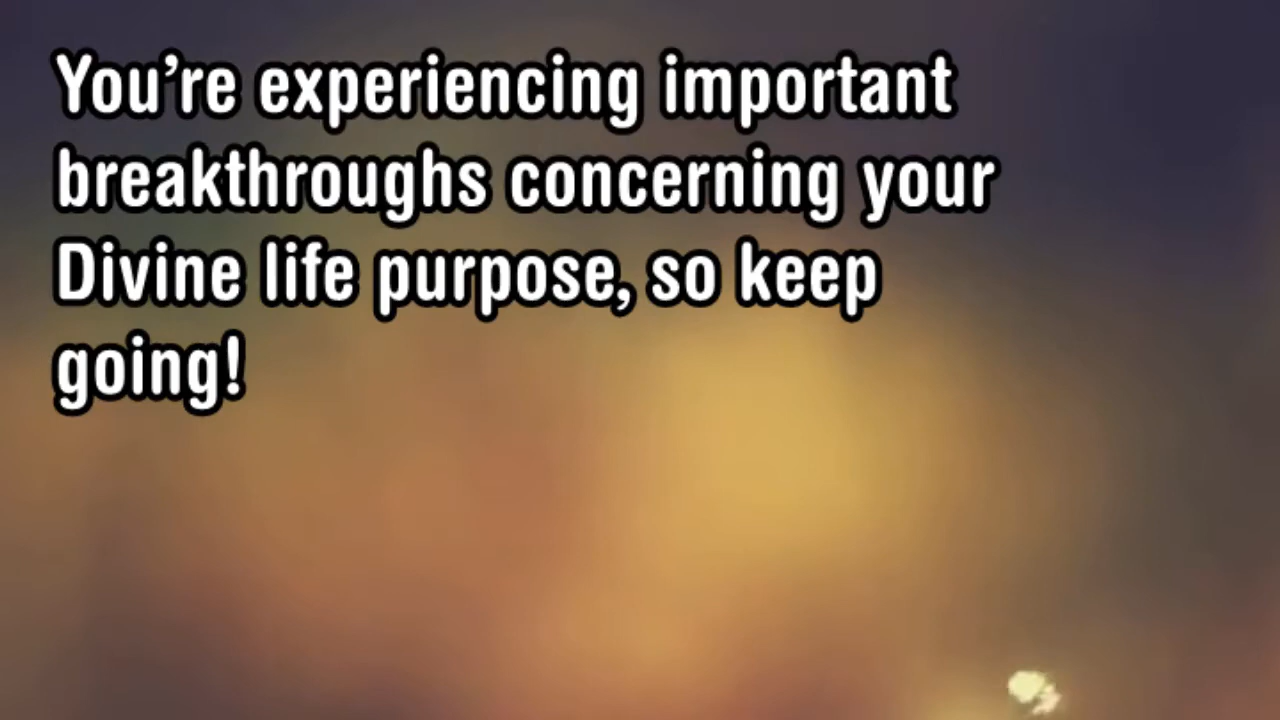 You’re experiencing important
breakthroughs concerning your
Divine life purpose, so keep
going!